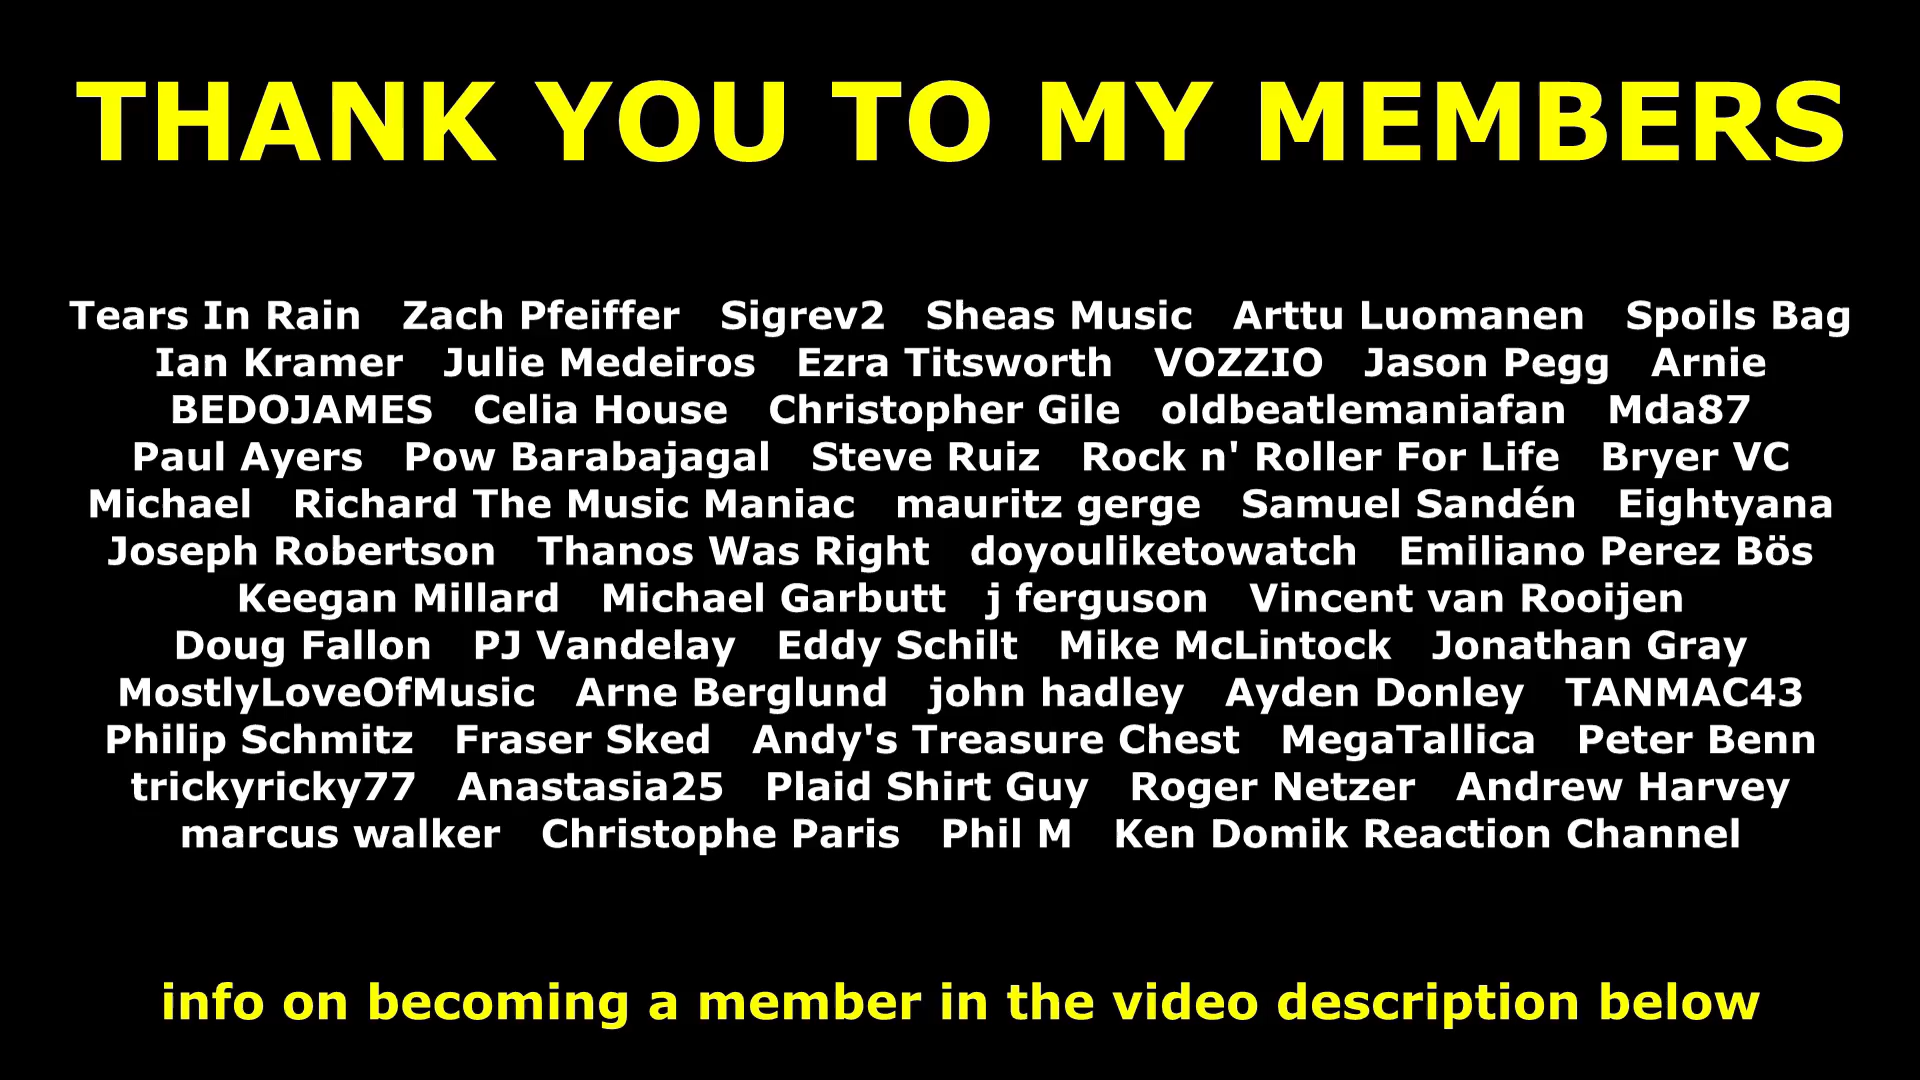 THANK YOU TO MY MEMBERS
Tears In Rain Zach Pfeiffer Sigrev2 Sheas Music Arttu Luomanen Spoils Bag
Ian Kramer Julie Medeiros Ezra Titsworth VOZZIO Jason Pegg Arnie
BEDOJAMES Celia House Christopher Gile oldbeatlemaniafan Mda87
Paul Ayers Pow Barabajagal Steve Ruiz Rock n' Roller For Life Bryer VC
Michael Richard The Music Maniac mauritz gerge Samuel Sandén Eightyana
Joseph Robertson Thanos Was Right doyouliketowatch Emiliano Perez Bös
Keegan Millard Michael Garbutt j ferguson Vincent van Rooijen
Doug Fallon PJ Vandelay Eddy Schilt Mike McLintock Jonathan Gray
MostlyLoveOfMusic Arne Berglund john hadley Ayden Donley TANMAC43
Philip Schmitz Fraser Sked Andy's Treasure Chest MegaTallica Peter Benn
trickyricky77 Anastasia25 Plaid Shirt Guy Roger Netzer Andrew Harvey
marcus walker Christophe Paris Phil M Ken Domik Reaction Channel
info on becoming a member in the video description below